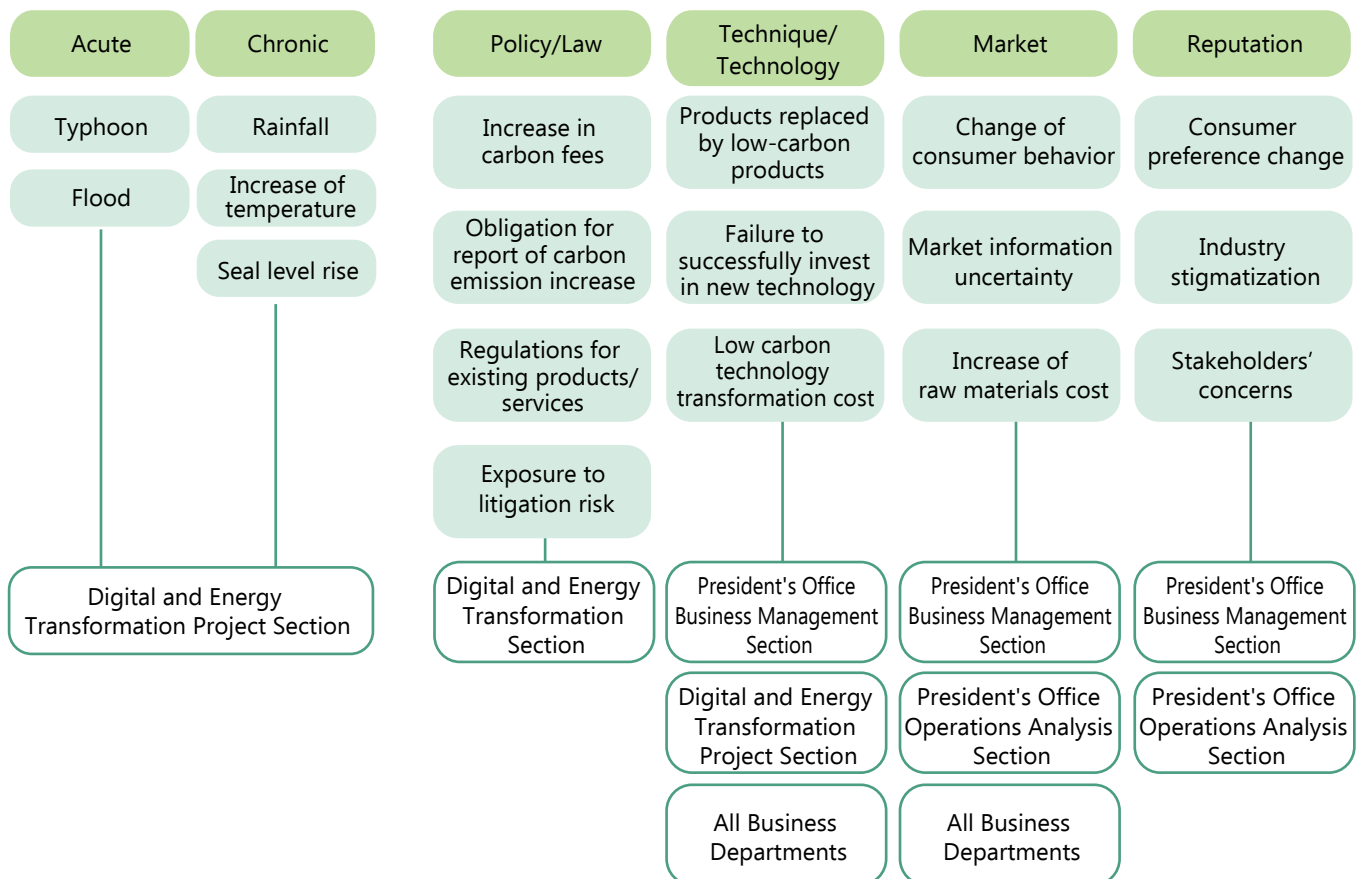 Acute
Typhoon
Flood
Chronic
Rainfall
Increase of
temperature
Seal level rise
Digital and Energy
Transformation Project Section
Policy/Law
Increase in
carbon fees
Obligation for
report of carbon
emission increase
Regulations for
existing products/
services
Exposure to
litigation risk
Digital and Energy
Transformation
Section
Technique/
Technology
Products replaced
by low-carbon
products
Failure to
successfully invest
in new technology
Low carbon
technology
transformation cost
President's Office
Business Management
Section
Digital and Energy
Transformation
Project Section
All Business
Departments
Market
Change of
consumer behavior
Market information
uncertainty
Increase of
raw materials cost
President's Office
Business Management
Section
President's Office
Operations Analysis
Section
All Business
Departments
Reputation
Consumer
preference change
Industry
stigmatization
Stakeholders’
concerns
President's Office
Business Management
Section
President's Office
Operations Analysis
Section